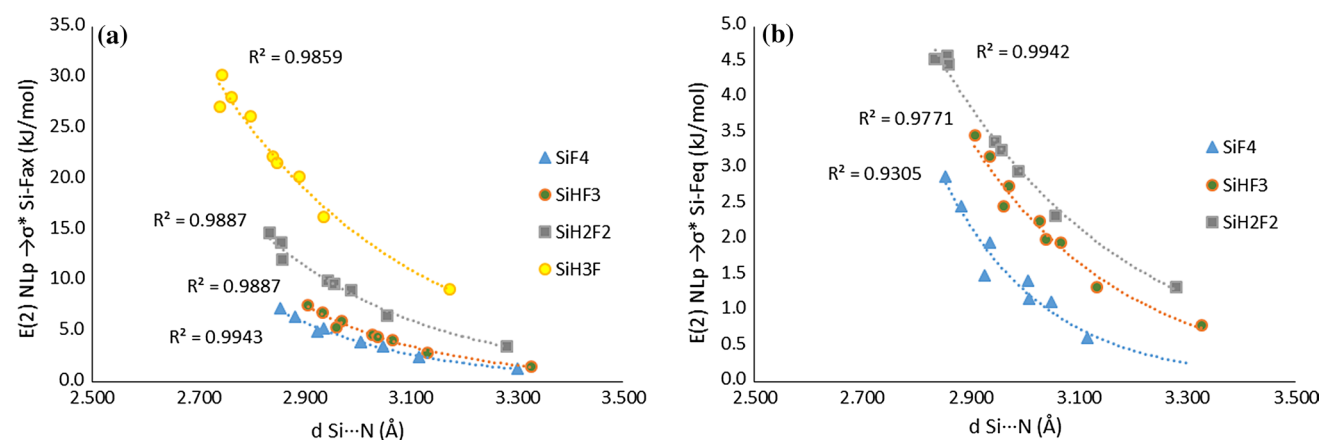 (a)
E(2) NLp →σ* Si-Fax (kJ/mol)
35.0
30.0
25.0
20.0
15.0
10.0
5.0
0.0
R² = 0.9859
R² = 0.9887
R² = 0.9887
R² = 0.9943
SiF4
SiHF3
SiH2F2
SiH3F
2.500 2.700 2.900 3.100 3.300 3.500
d Si···N (Å)
(b)
E(2) NLp →σ* Si-Feq (kJ/mol)
5.0
4.5
4.0
3.5
3.0
2.5
2.0
1.5
1.0
0.5
0.0
R² = 0.9942
R² = 0.9771
R² = 0.9305
SiF4
SiHF3
SiH2F2
2.500 2.700 2.900 3.100 3.300 3.500
d Si···N (Å)